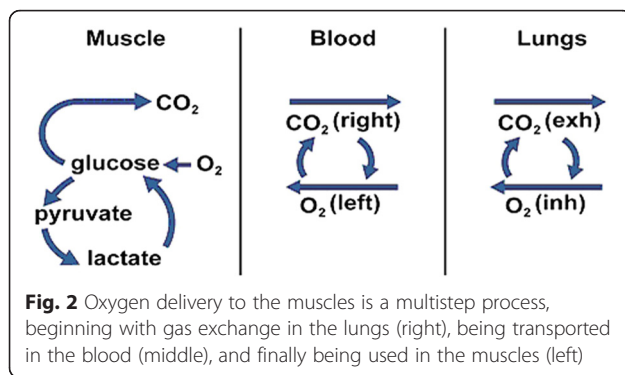 Muscle
CO₂
glucose O₂
pyruvate
lactate
Blood
CO₂ (right)
O₂ (left)
Lungs
CO₂ (exh)
O₂ (inh)
Fig. 2 Oxygen delivery to the muscles is a multistep process,
beginning with gas exchange in the lungs (right), being transported
in the blood (middle), and finally being used in the muscles (left)